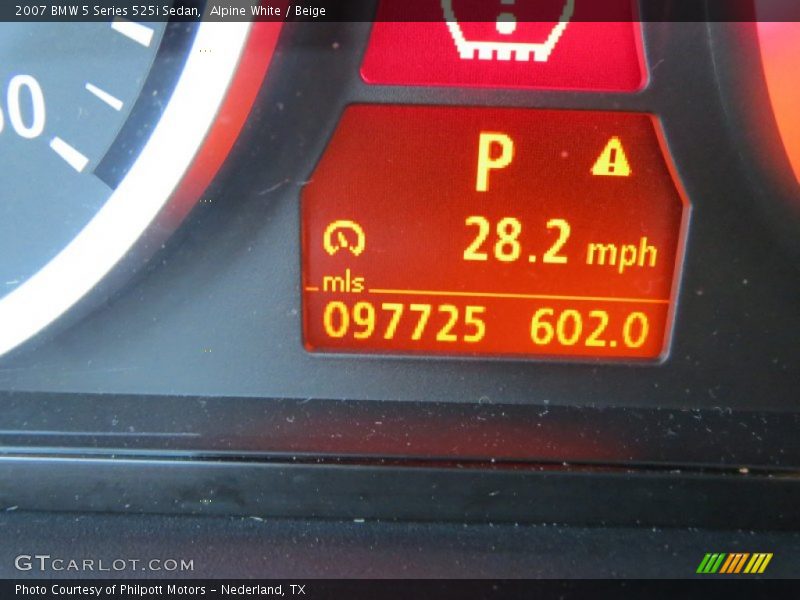 2007 BMW 5 Series 525i Sedan, Alpine White / Beige
P
28.2 mph
mls
097725 602.0
GTCARLOT.COM
Photo Courtesy of Philpott Motors - Nederland, TX